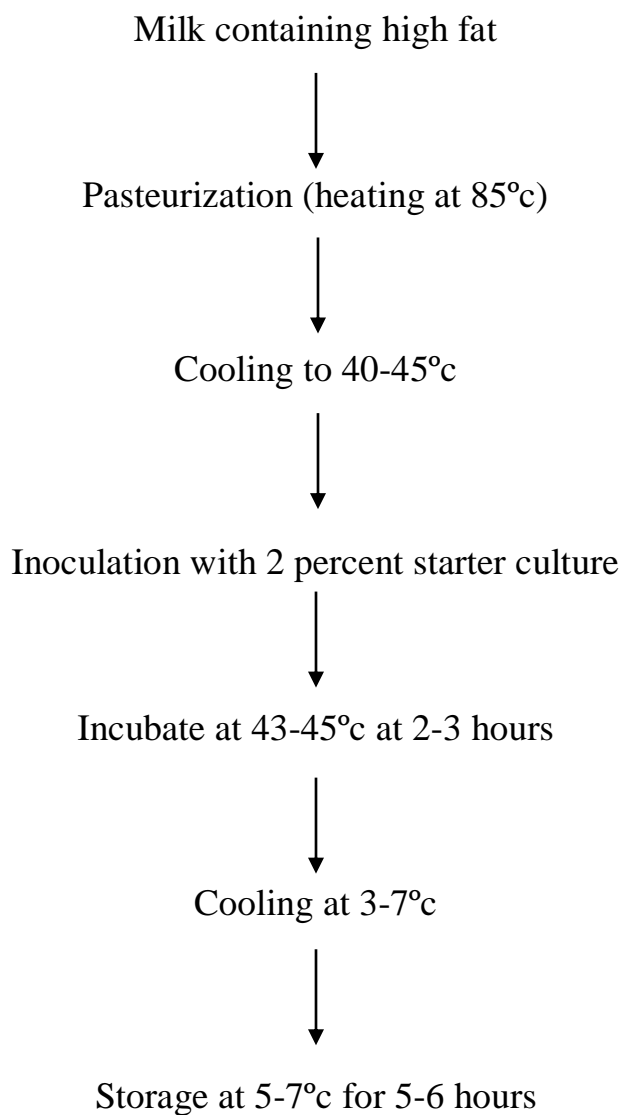 Milk containing high fat
Pasteurization (heating at 85ºc)
Cooling to 40-45ºc
Inoculation with 2 percent starter culture
Incubate at 43-45ºc at 2-3 hours
Cooling at 3-7ºc
Storage at 5-7ºc for 5-6 hours